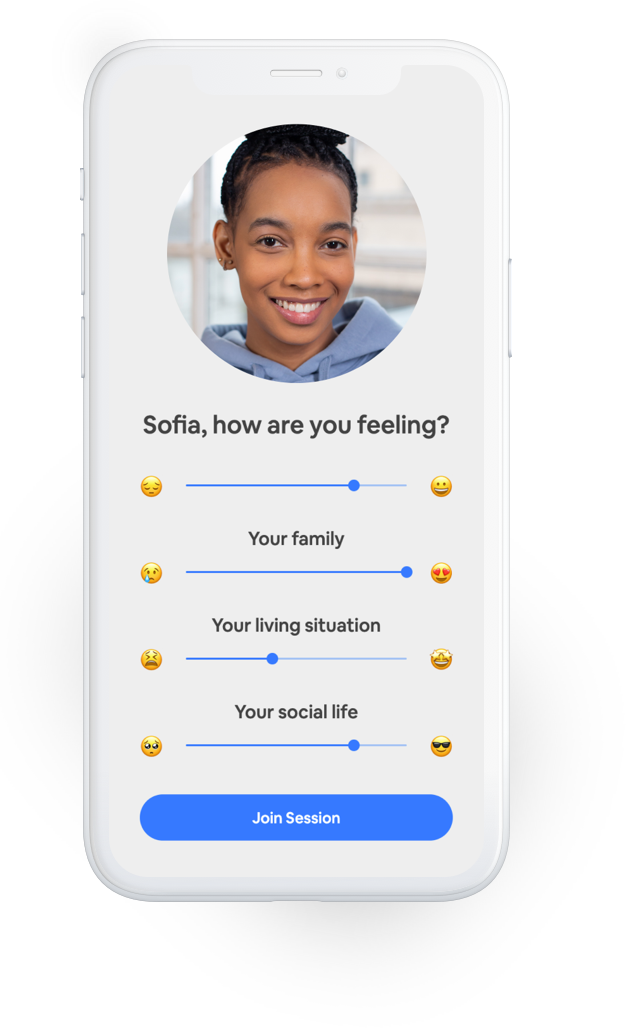 Sofia, how are you feeling?
Your family
Your living situation
Your social life
Join Session